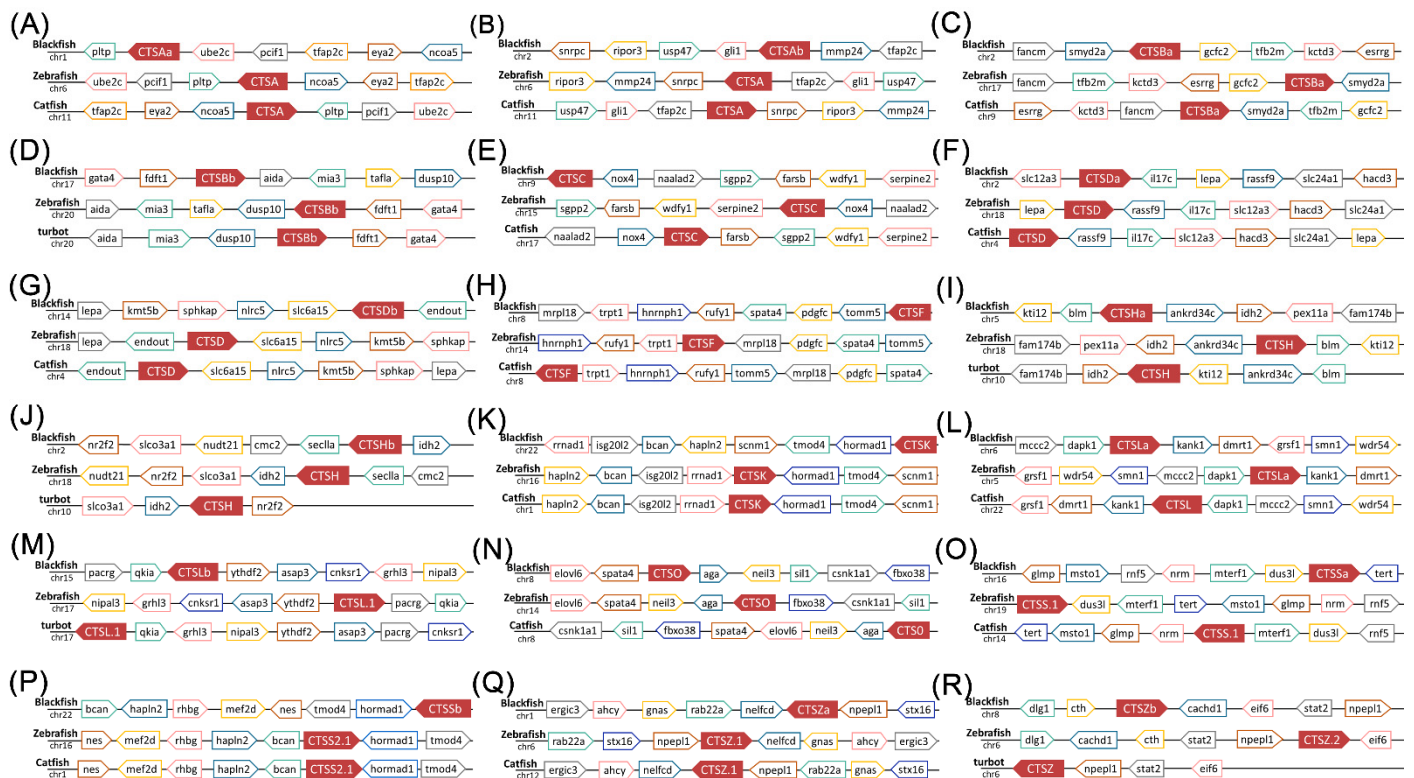 (A)
Blackfish chr1 pltp CTSAa ube2c pcif1 tfap2c eya2 ncoa5
Zebrafish chr6 ube2c pcif1 pltp CTSA ncoa5 eya2 tfap2c
Catfish chr11 tfap2c eya2 ncoa5 CTSA pltp pcif1 ube2c
(B)
Blackfish chr2 snrpc ripor3 usp47 gli1 CTSAb mmp24 tfap2c
Zebrafish chr6 ripor3 mmp24 snrpc CTSA tfap2c gli1 usp47
Catfish chr11 usp47 gli1 tfap2c CTSA snrpc ripor3 mmp24
(C)
Blackfish chr2 fancm smyd2a CTSBa gcfc2 tfb2m kctd3 esrrg
Zebrafish chr17 fancm tfb2m kctd3 esrrg gcfc2 CTSBa smyd2a
Catfish chr9 esrrg kctd3 fancm CTSBa smyd2a tfb2m gcfc2
(D)
Blackfish chr17 gata4 fdft1 CTSBb aida mia3 tafla dusp10
Zebrafish chr20 aida mia3 tafla dusp10 CTSBb fdft1 gata4
turbot chr20 aida mia3 dusp10 CTSBb fdft1 gata4
(E)
Blackfish chr9 CTSC nox4 naalad2 sgpp2 farsb wdfy1 serpine2
Zebrafish chr15 sgpp2 farsb wdfy1 serpine2 CTSC nox4 naalad2
Catfish chr17 naalad2 nox4 CTSC farsb sgpp2 wdfy1 serpine2
(F)
Blackfish chr2 slc12a3 CTSDa il17c lepa rassf9 slc24a1 hacd3
Zebrafish chr18 lepa CTSD rassf9 il17c slc12a3 hacd3 slc24a1
Catfish chr4 CTSD rassf9 il17c slc12a3 hacd3 slc24a1 lepa
(G)
Blackfish chr14 lepa kmt5b sphkap nlrc5 slc6a15 CTSDb endout
Zebrafish chr18 lepa endout CTSD slc6a15 nlrc5 kmt5b sphkap
Catfish chr4 endout CTSD slc6a15 nlrc5 kmt5b sphkap lepa
(H)
Blackfish chr8 mrpl18 trpt1 hnrnph1 rufy1 spata4 pdgfc tomm5 CTSF
Zebrafish chr14 hnrnph1 rufy1 trpt1 CTSF mrpl18 pdgfc spata4 tomm5
Catfish chr8 CTSF trpt1 hnrnph1 rufy1 tomm5 mrpl18 pdgfc spata4
(I)
Blackfish chr5 kti12 blm CTSHa ankrd34c idh2 pex11a fam174b
Zebrafish chr18 fam174b pex11a idh2 ankrd34c CTSH blm kti12
turbot chr10 fam174b idh2 CTSH kti12 ankrd34c blm
(J)
Blackfish chr2 nr2f2 slco3a1 nudt21 cmc2 seclla CTSHb idh2
Zebrafish chr18 nudt21 nr2f2 slco3a1 idh2 CTSH seclla cmc2
turbot chr10 slco3a1 idh2 CTSH nr2f2
(K)
Blackfish chr22 rrnad1 isg20l2 bcan hapln2 scnm1 tmod4 hormad1 CTSK
Zebrafish chr16 hapln2 bcan isg20l2 rrnad1 CTSK hormad1 tmod4 scnm1
Catfish chr1 hapln2 bcan isg20l2 rrnad1 CTSK hormad1 tmod4 scnm1
(L)
Blackfish chr6 mccc2 dapk1 CTSLa kank1 dmrt1 grsf1 smn1 wdr54
Zebrafish chr5 grsf1 wdr54 smn1 mccc2 dapk1 CTSLa kank1 dmrt1
Catfish chr22 grsf1 dmrt1 kank1 CTSL dapk1 mccc2 smn1 wdr54
(M)
Blackfish chr15 pacrg qkia CTSLb ythdf2 asap3 cnksr1 grhl3 nipal3
Zebrafish chr17 nipal3 grhl3 cnksr1 asap3 ythdf2 CTSL.1 pacrg qkia
turbot chr17 CTSL.1 qkia grhl3 nipal3 ythdf2 asap3 pacrg cnksr1
(N)
Blackfish chr8 elovl6 spata4 CTSO aga neil3 sil1 csnk1a1 fbxo38
Zebrafish chr14 elovl6 spata4 neil3 aga CTSO fbxo38 csnk1a1 sil1
Catfish chr8 csnk1a1 sil1 fbxo38 spata4 elovl6 neil3 aga CTS0
(O)
Blackfish chr16 glmp msto1 rnf5 nrm mterf1 dus3l CTSSa tert
Zebrafish chr19 CTSS.1 dus3l mterf1 tert msto1 glmp nrm rnf5
Catfish chr14 tert msto1 glmp nrm CTSS.1 mterf1 dus3l rnf5
(P)
Blackfish chr22 bcan hapln2 rhbg mef2d nes tmod4 hormad1 CTSSb
Zebrafish chr16 nes mef2d rhbg hapln2 bcan CTSS2.1 hormad1 tmod4
Catfish chr1 nes mef2d rhbg hapln2 bcan CTSS2.1 hormad1 tmod4
(Q)
Blackfish chr1 ergic3 ahcy gnas rab22a nelfcd CTSZa npepl1 stx16
Zebrafish chr6 rab22a stx16 npepl1 CTSZ.1 nelfcd gnas ahcy ergic3
Catfish chr12 ergic3 ahcy nelfcd CTSZ.1 npepl1 rab22a gnas stx16
(R)
Blackfish chr8 dlg1 cth CTSZb cachd1 eif6 stat2 npepl1
Zebrafish chr6 dlg1 cachd1 cth stat2 npepl1 CTSZ.2 eif6
turbot chr6 CTSZ npepl1 stat2 eif6